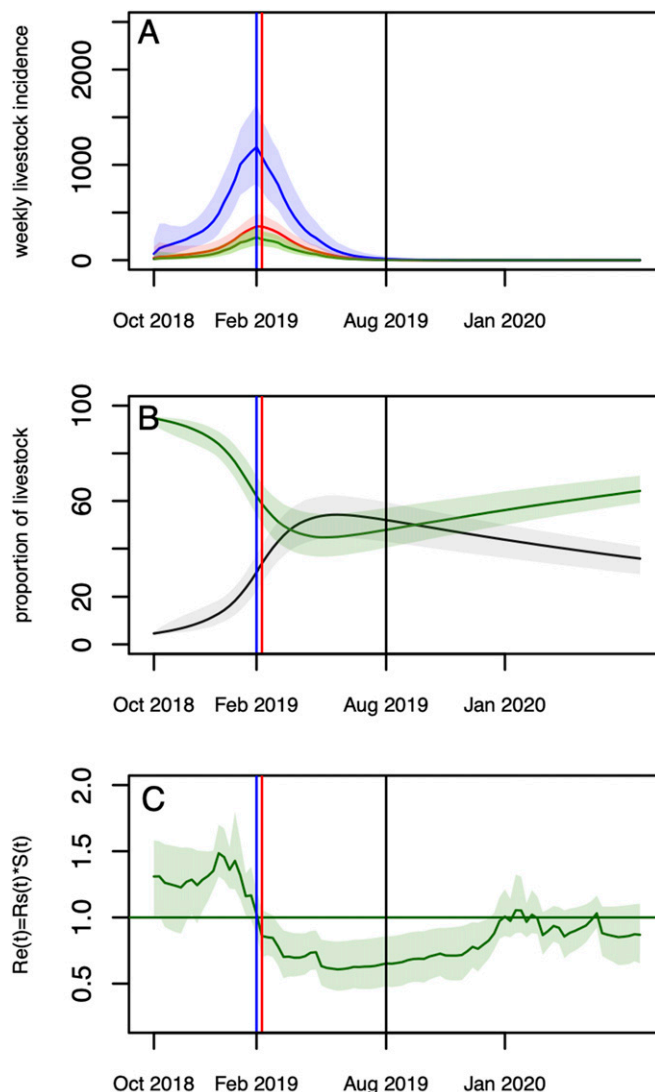 A
weekly livestock incidence
2000
1000
0
Oct 2018 Feb 2019 Aug 2019 Jan 2020
B
proportion of livestock
100
60
20
0
Oct 2018 Feb 2019 Aug 2019 Jan 2020
C
Re(t)=Rs(t)*S(t)
2.0
1.5
1.0
0.5
Oct 2018 Feb 2019 Aug 2019 Jan 2020